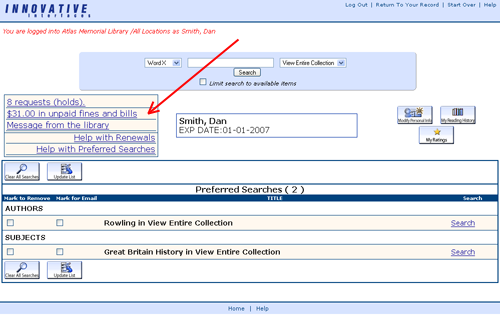 INNOVATIVE
interfaces
Log Out | Return To Your Record | Start Over | Help
You are logged into Atlas Memorial Library /All Locations as Smith, Dan
Word X View Entire Collection
Search
Limit search to available items
8 requests (holds).
$31.00 in unpaid fines and bills
Message from the library
Help with Renewals
Help with Preferred Searches
Smith, Dan
EXP DATE:01-01-2007
Modify Personal Info My Reading History
My Ratings
Clear All Searches Update List
Preferred Searches ( 2 )
Mark to Remove Mark for Email TITLE Search
AUTHORS
Rowling in View Entire Collection Search
SUBJECTS
Great Britain History in View Entire Collection Search
Clear All Searches Update List
Home | Help